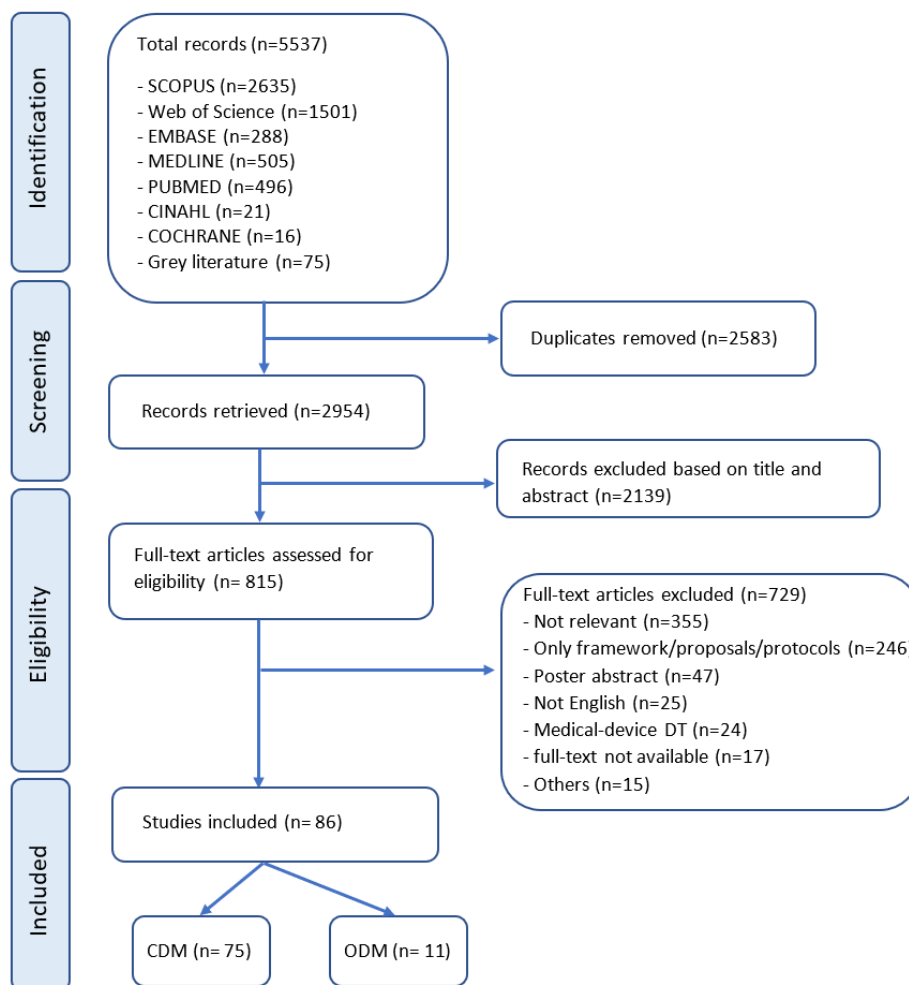 Identification
Total records (n=5537)
- SCOPUS (n=2635)
- Web of Science (n=1501)
- EMBASE (n=288)
- MEDLINE (n=505)
- PUBMED (n=496)
- CINAHL (n=21)
- COCHRANE (n=16)
- Grey literature (n=75)
Screening
Duplicates removed (n=2583)
Records retrieved (n=2954)
Records excluded based on title and
abstract (n=2139)
Eligibility
Full-text articles assessed for
eligibility (n= 815)
Full-text articles excluded (n=729)
- Not relevant (n=355)
- Only framework/proposals/protocols (n=246)
- Poster abstract (n=47)
- Not English (n=25)
- Medical-device DT (n=24)
- full-text not available (n=17)
- Others (n=15)
Included
Studies included (n= 86)
CDM (n= 75)
ODM (n= 11)